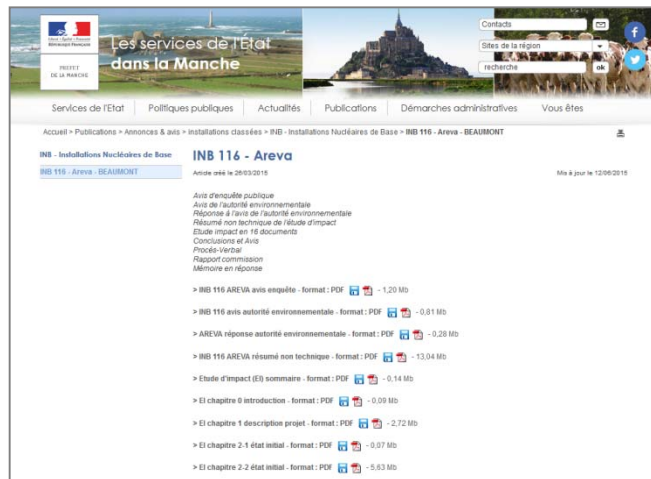 Liberté • Égalité • Fraternité
RÉPUBLIQUE FRANÇAISE
PREFET
DE LA MANCHE
Les services de l'État
dans la Manche
Contacts
Sites de la région
recherche
ok
Services de l'Etat
Politiques publiques
Actualités
Publications
Démarches administratives
Vous êtes
Accueil > Publications > Annonces & avis > installations classées > INB - Installations Nucléaires de Base > INB 116 - Areva - BEAUMONT
INB - Installations Nucléaires de Base
INB 116 - Areva - BEAUMONT
INB 116 - Areva
Article créé le 26/03/2015
Mis à jour le 12/06/2015
Avis d'enquête publique
Avis de l'autorité environnementale
Réponse à l'avis de l'autorité environnementale
Résumé non technique de l'étude d'impact
Etude impact en 16 documents
Conclusions et Avis
Procès-Verbal
Rapport commission
Mémoire en réponse
> INB 116 AREVA avis enquête - format : PDF - 1,20 Mb
> INB 116 avis autorité environnementale - format : PDF - 0,81 Mb
> AREVA réponse autorité environnementale - format : PDF - 0,28 Mb
> INB 116 AREVA résumé non technique - format : PDF - 13,04 Mb
> Etude d'impact (EI) sommaire - format : PDF - 0,14 Mb
> EI chapitre 0 introduction - format : PDF - 0,09 Mb
> EI chapitre 1 description projet - format : PDF - 2,72 Mb
> EI chapitre 2-1 état initial - format : PDF - 0,07 Mb
> EI chapitre 2-2 état initial - format : PDF - 5,63 Mb